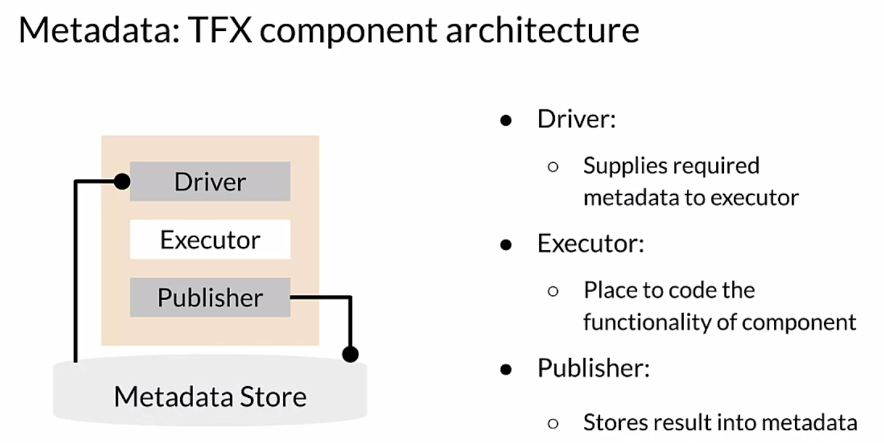 Metadata: TFX component architecture
Driver
Executor
Publisher
Metadata Store
● Driver:
○ Supplies required
metadata to executor
● Executor:
○ Place to code the
functionality of component
● Publisher:
○ Stores result into metadata